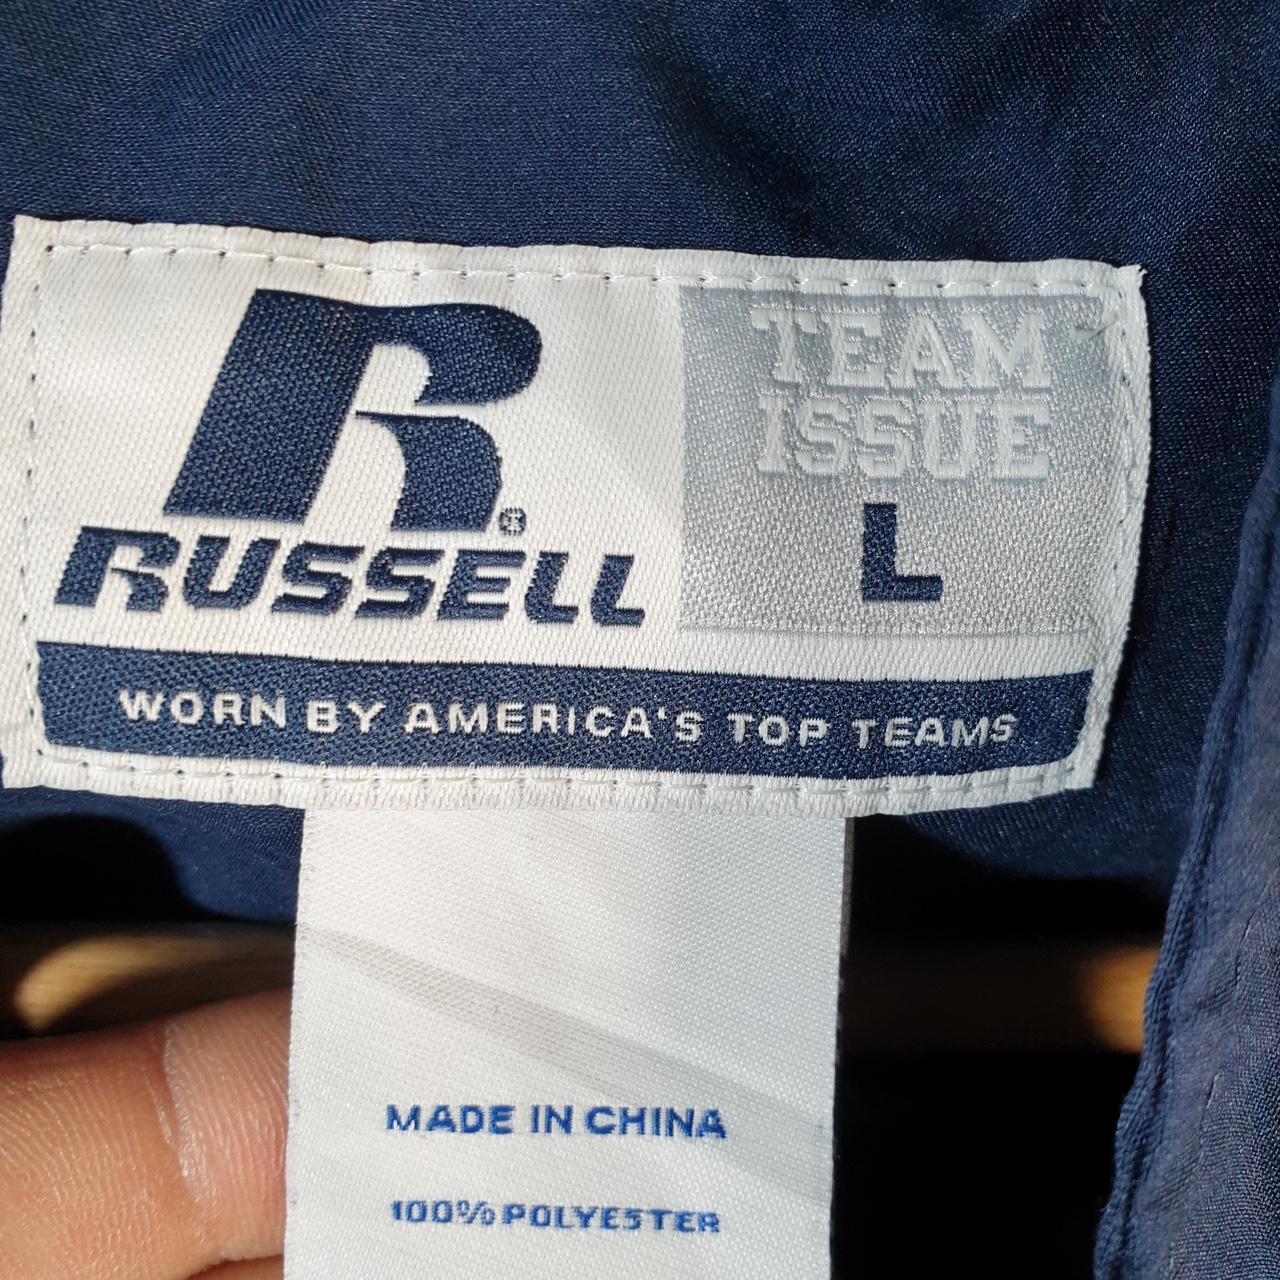 TEAM
ISSUE
L
R®
RUSSELL
WORN BY AMERICA'S TOP TEAMS
MADE IN CHINA
100% POLYESTER